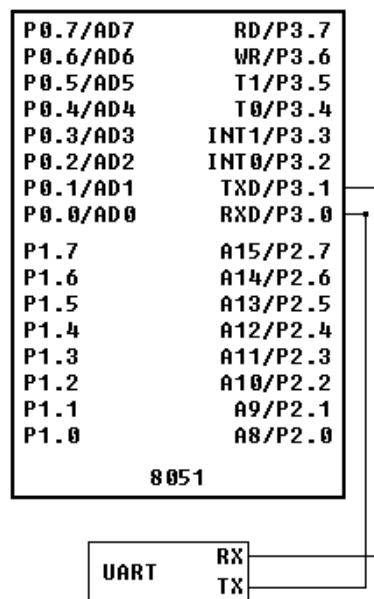 P0.7/AD7 RD/P3.7
P0.6/AD6 WR/P3.6
P0.5/AD5 T1/P3.5
P0.4/AD4 T0/P3.4
P0.3/AD3 INT1/P3.3
P0.2/AD2 INT0/P3.2
P0.1/AD1 TXD/P3.1
P0.0/AD0 RXD/P3.0
P1.7 A15/P2.7
P1.6 A14/P2.6
P1.5 A13/P2.5
P1.4 A12/P2.4
P1.3 A11/P2.3
P1.2 A10/P2.2
P1.1 A9/P2.1
P1.0 A8/P2.0
8051
RX
UART
TX